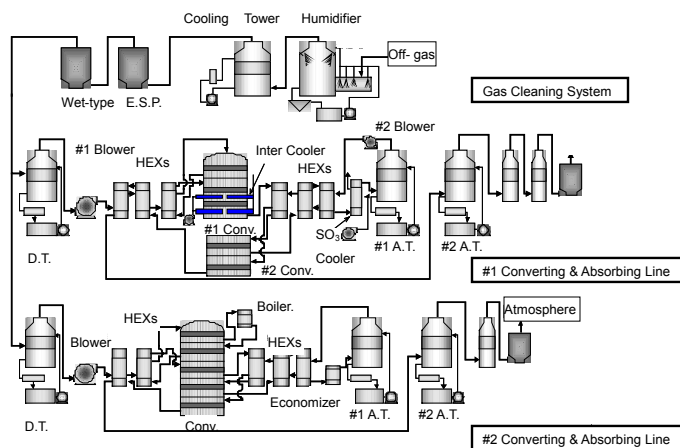 Cooling Tower Humidifier
Off- gas
Wet-type E.S.P.
Gas Cleaning System
#1 Blower
HEXs
Inter Cooler
HEXs
#2 Blower
#1 Conv.
SO3
Cooler
#2 Conv.
D.T.
#1 A.T.
#2 A.T.
#1 Converting & Absorbing Line
HEXs
Boiler.
Blower
HEXs
Atmosphere
Economizer
D.T.
Conv.
#1 A.T.
#2 A.T.
#2 Converting & Absorbing Line